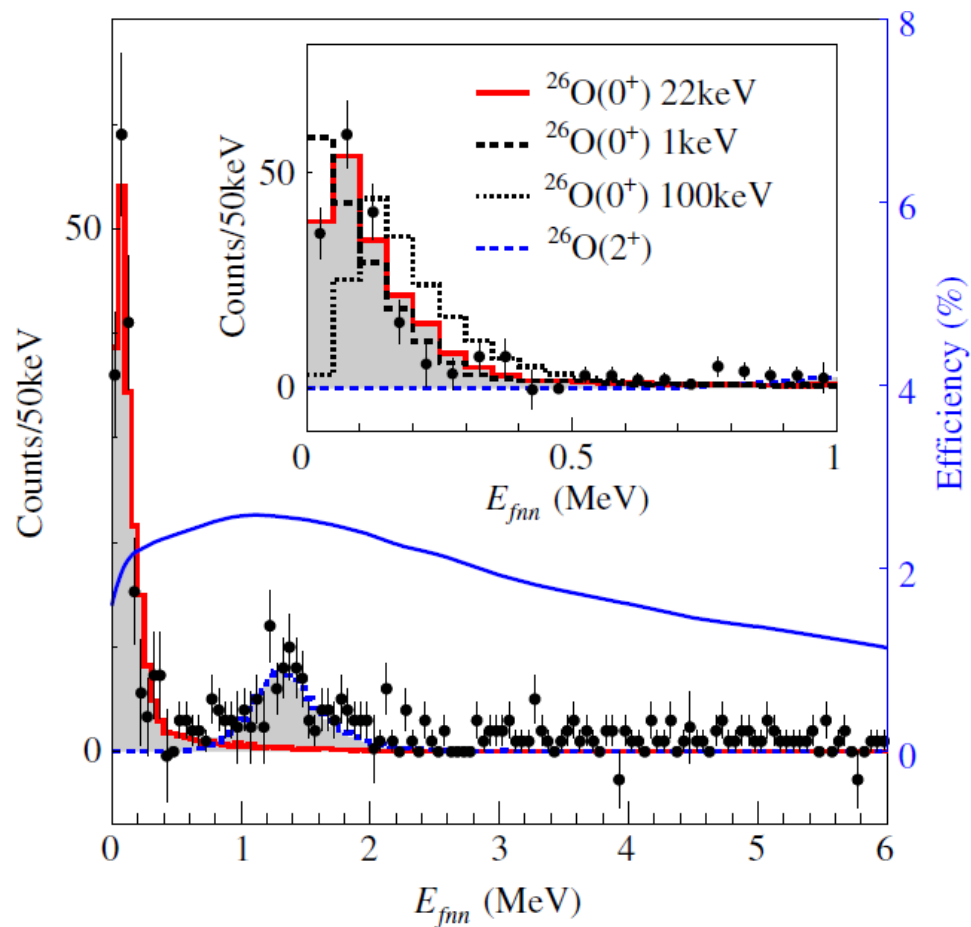 8
6
4
2
0
Efficiency (%)
50
0
Counts/50keV
0 1 2 3 4 5 6
E_fnn (MeV)
50
0
Counts/50keV
0 0.5 1
E_fnn (MeV)
²⁶O(0⁺) 22keV
²⁶O(0⁺) 1keV
²⁶O(0⁺) 100keV
²⁶O(2⁺)